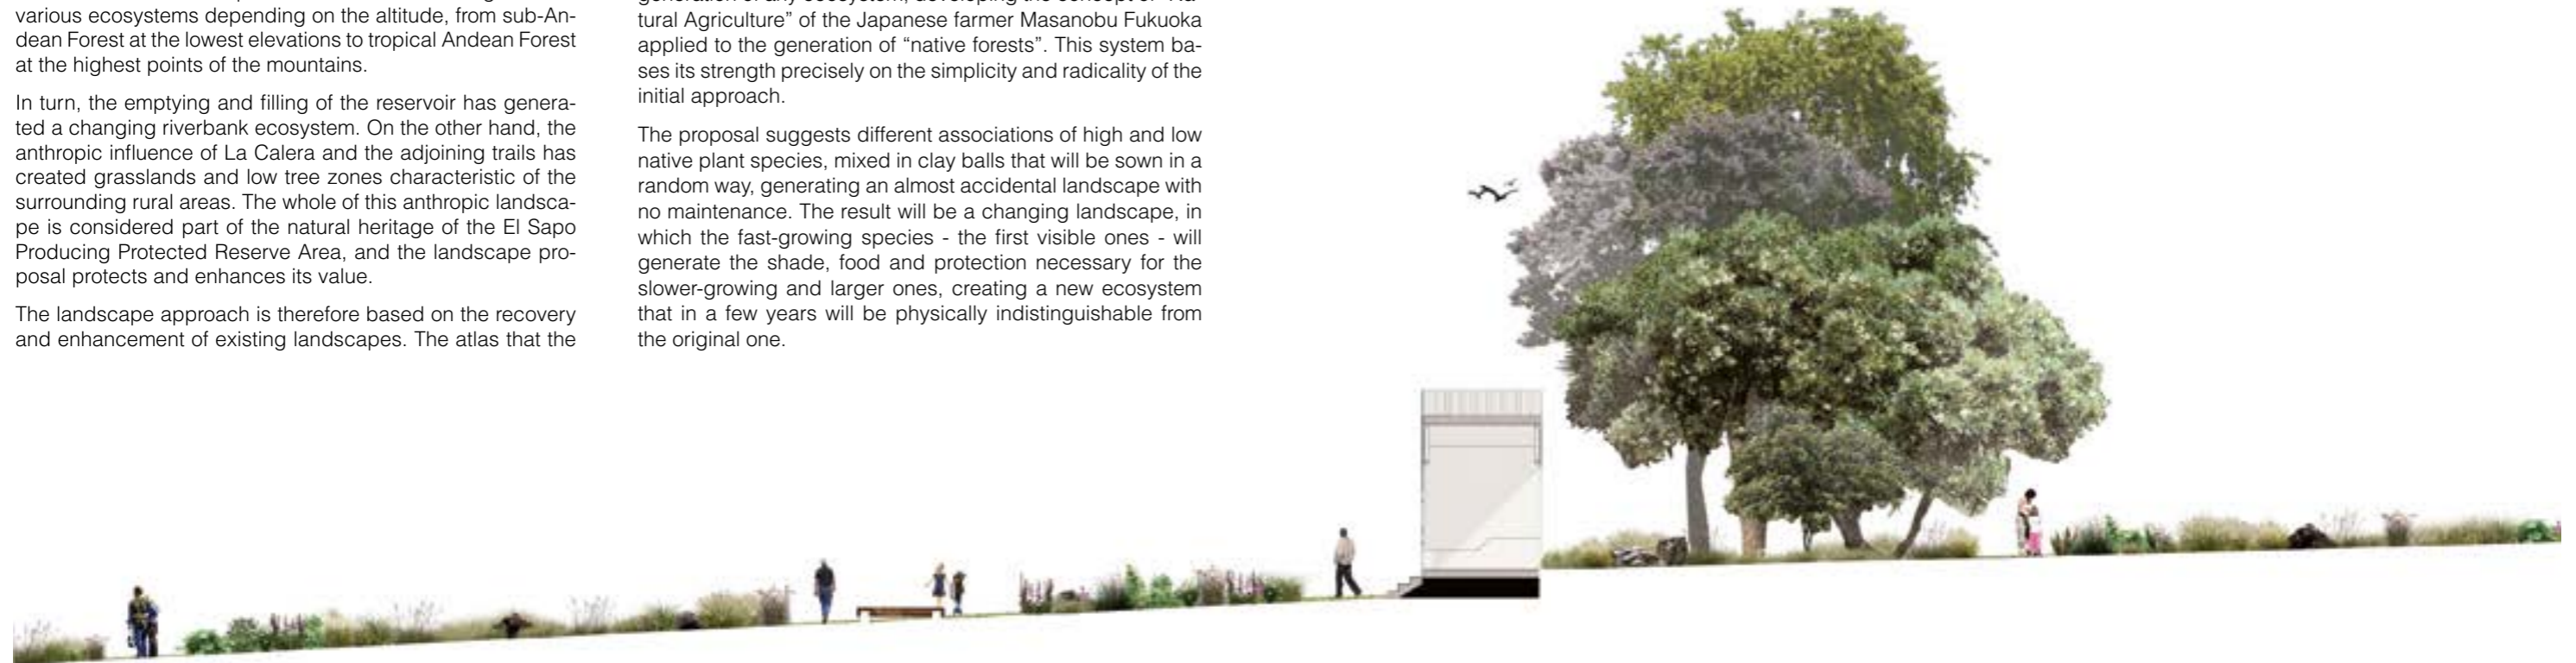 various ecosystems depending on the altitude, from sub-An-
dean Forest at the lowest elevations to tropical Andean Forest
at the highest points of the mountains.
In turn, the emptying and filling of the reservoir has genera-
ted a changing riverbank ecosystem. On the other hand, the
anthropic influence of La Calera and the adjoining trails has
created grasslands and low tree zones characteristic of the
surrounding rural areas. The whole of this anthropic landsca-
pe is considered part of the natural heritage of the El Sapo
Producing Protected Reserve Area, and the landscape pro-
posal protects and enhances its value.
The landscape approach is therefore based on the recovery
and enhancement of existing landscapes. The atlas that the
tural Agriculture” of the Japanese farmer Masanobu Fukuoka
applied to the generation of “native forests”. This system ba-
ses its strength precisely on the simplicity and radicality of the
initial approach.
The proposal suggests different associations of high and low
native plant species, mixed in clay balls that will be sown in a
random way, generating an almost accidental landscape with
no maintenance. The result will be a changing landscape, in
which the fast-growing species - the first visible ones - will
generate the shade, food and protection necessary for the
slower-growing and larger ones, creating a new ecosystem
that in a few years will be physically indistinguishable from
the original one.